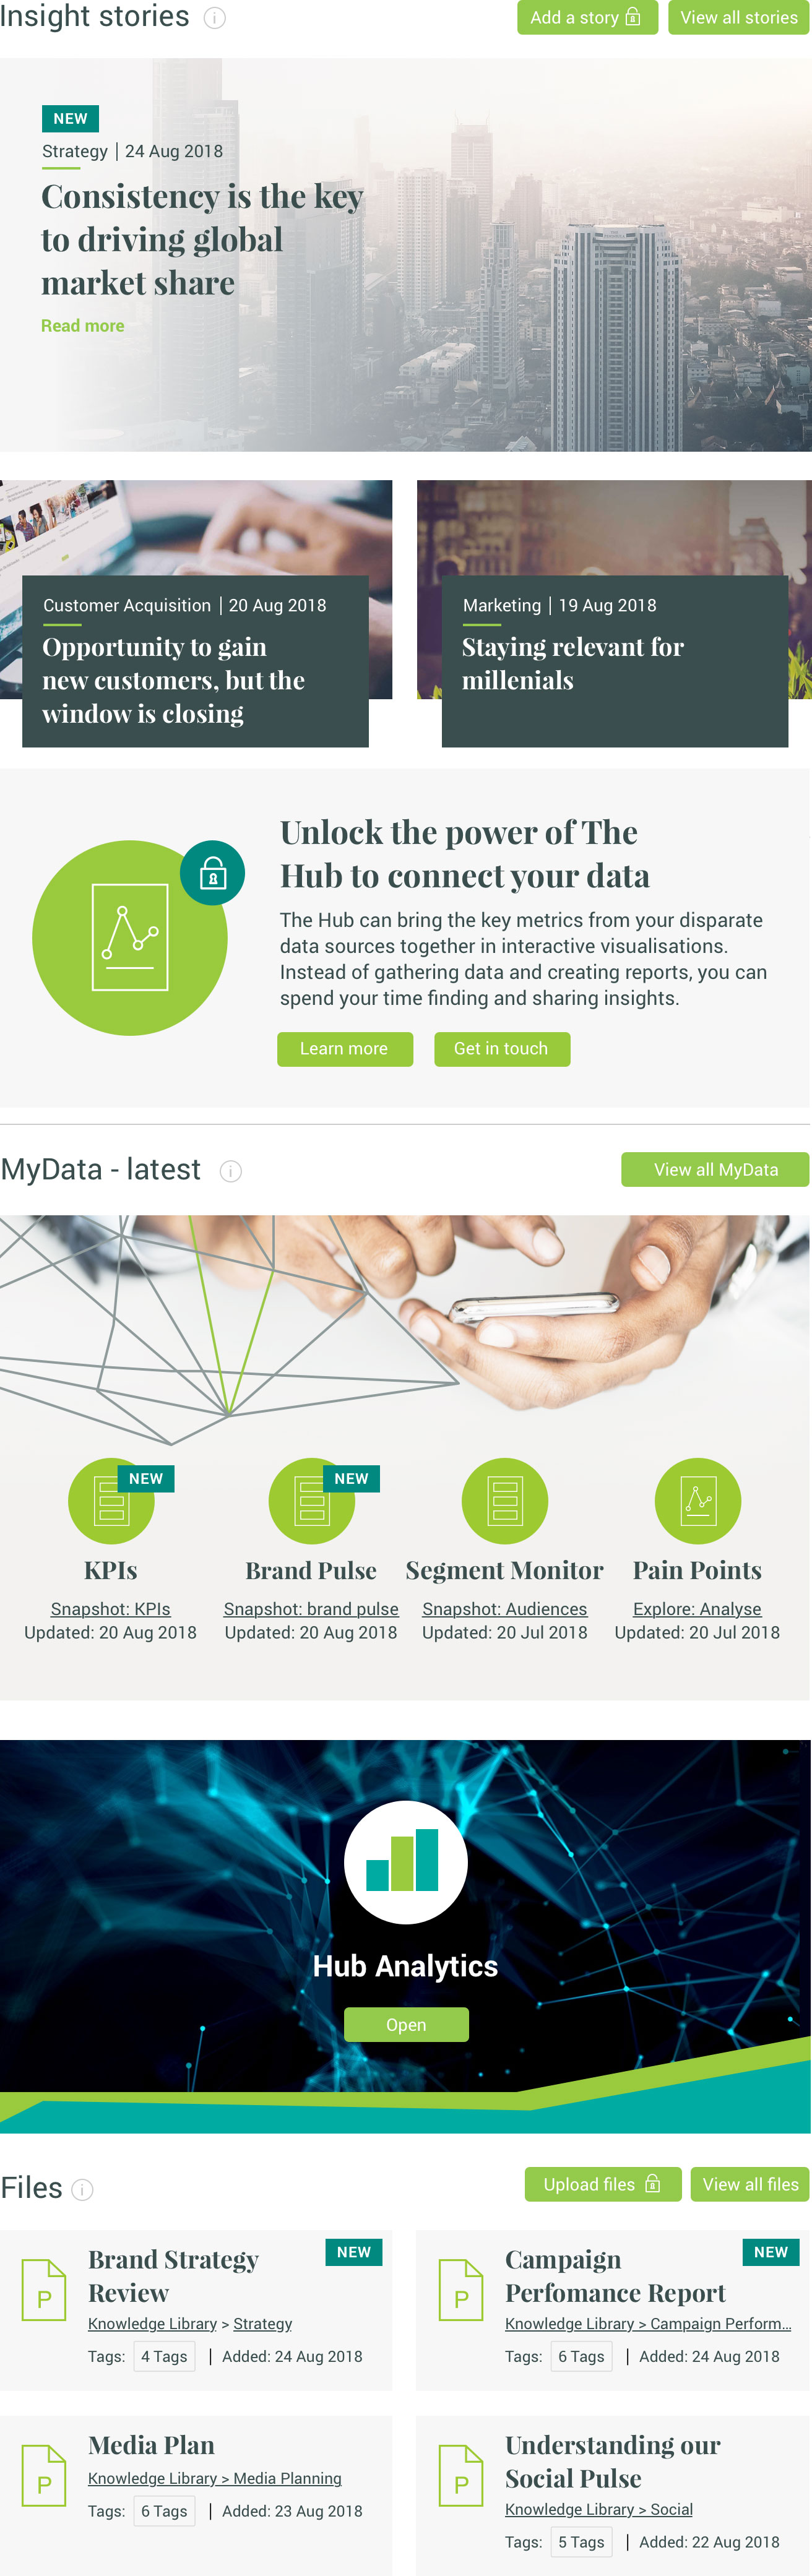 Insight stories
Add a story
View all stories
NEW
Strategy | 24 Aug 2018
Consistency is the key
to driving global
market share
Read more
Customer Acquisition | 20 Aug 2018
Opportunity to gain
new customers, but the
window is closing
Marketing | 19 Aug 2018
Staying relevant for
millenials
Unlock the power of The
Hub to connect your data
The Hub can bring the key metrics from your disparate
data sources together in interactive visualisations.
Instead of gathering data and creating reports, you can
spend your time finding and sharing insights.
Learn more
Get in touch
MyData - latest
View all MyData
NEW
KPIs
Snapshot: KPIs
Updated: 20 Aug 2018
NEW
Brand Pulse
Snapshot: brand pulse
Updated: 20 Aug 2018
Segment Monitor
Snapshot: Audiences
Updated: 20 Jul 2018
Pain Points
Explore: Analyse
Updated: 20 Jul 2018
Hub Analytics
Open
Files
Upload files
View all files
P
Brand Strategy
Review
NEW
Knowledge Library > Strategy
Tags: 4 Tags | Added: 24 Aug 2018
P
Campaign
Perfomance Report
NEW
Knowledge Library > Campaign Perform...
Tags: 6 Tags | Added: 24 Aug 2018
P
Media Plan
Knowledge Library > Media Planning
Tags: 6 Tags | Added: 23 Aug 2018
P
Understanding our
Social Pulse
Knowledge Library > Social
Tags: 5 Tags | Added: 22 Aug 2018